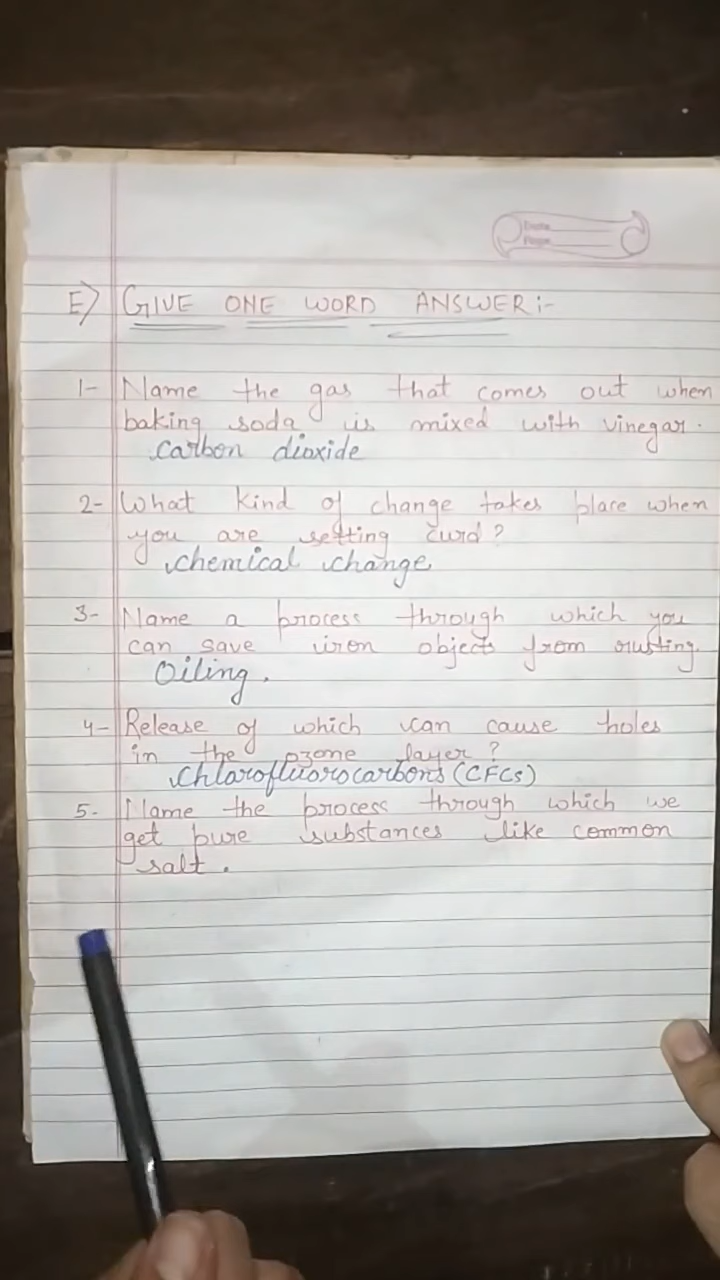 Date
Page
E) GIVE ONE WORD ANSWER:-
1- Name the gas that comes out when
baking soda is mixed with vinegar.
carbon dioxide
2- What kind of change takes place when
you are setting curd?
chemical change
3- Name a process through which you
can save iron objects from rusting.
Oiling.
4- Release of which can cause holes
in the ozone layer?
Chlarofluorocarbons (CFCs)
5- Name the process through which we
get pure substances like common
salt.